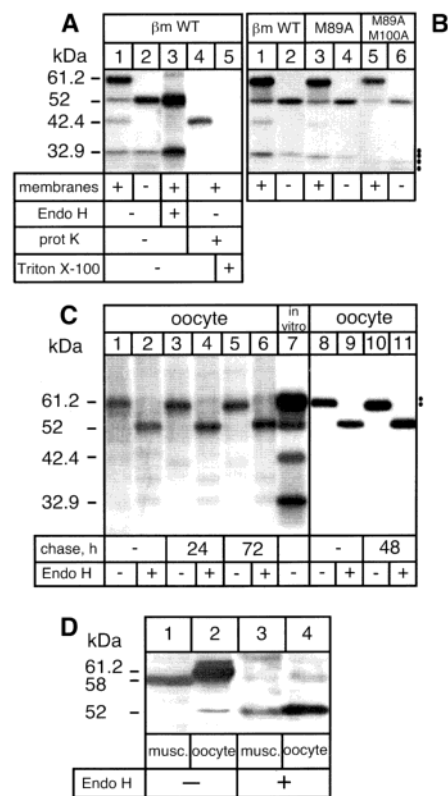 A
B
βm WT
βm WT M89A M89A M100A
kDa 1 2 3 4 5
1 2 3 4 5 6
61.2 –
52 –
42.4 –
32.9 –
membranes + - + +
+ - + - + -
Endo H - + -
prot K - +
Triton X-100 - +
C
oocyte in vitro oocyte
kDa 1 2 3 4 5 6 7 8 9 10 11
61.2 –
52 –
42.4 –
32.9 –
chase, h - 24 72 - 48
Endo H - + - + - + - - + - +
D
kDa 1 2 3 4
61.2 –
58 –
52 –
musc. oocyte musc. oocyte
Endo H – +